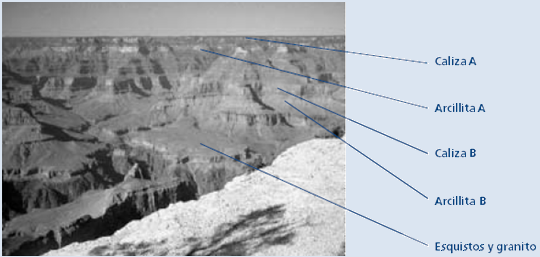 Caliza A
Arcillita A
Caliza B
Arcillita B
Esquistos y granito